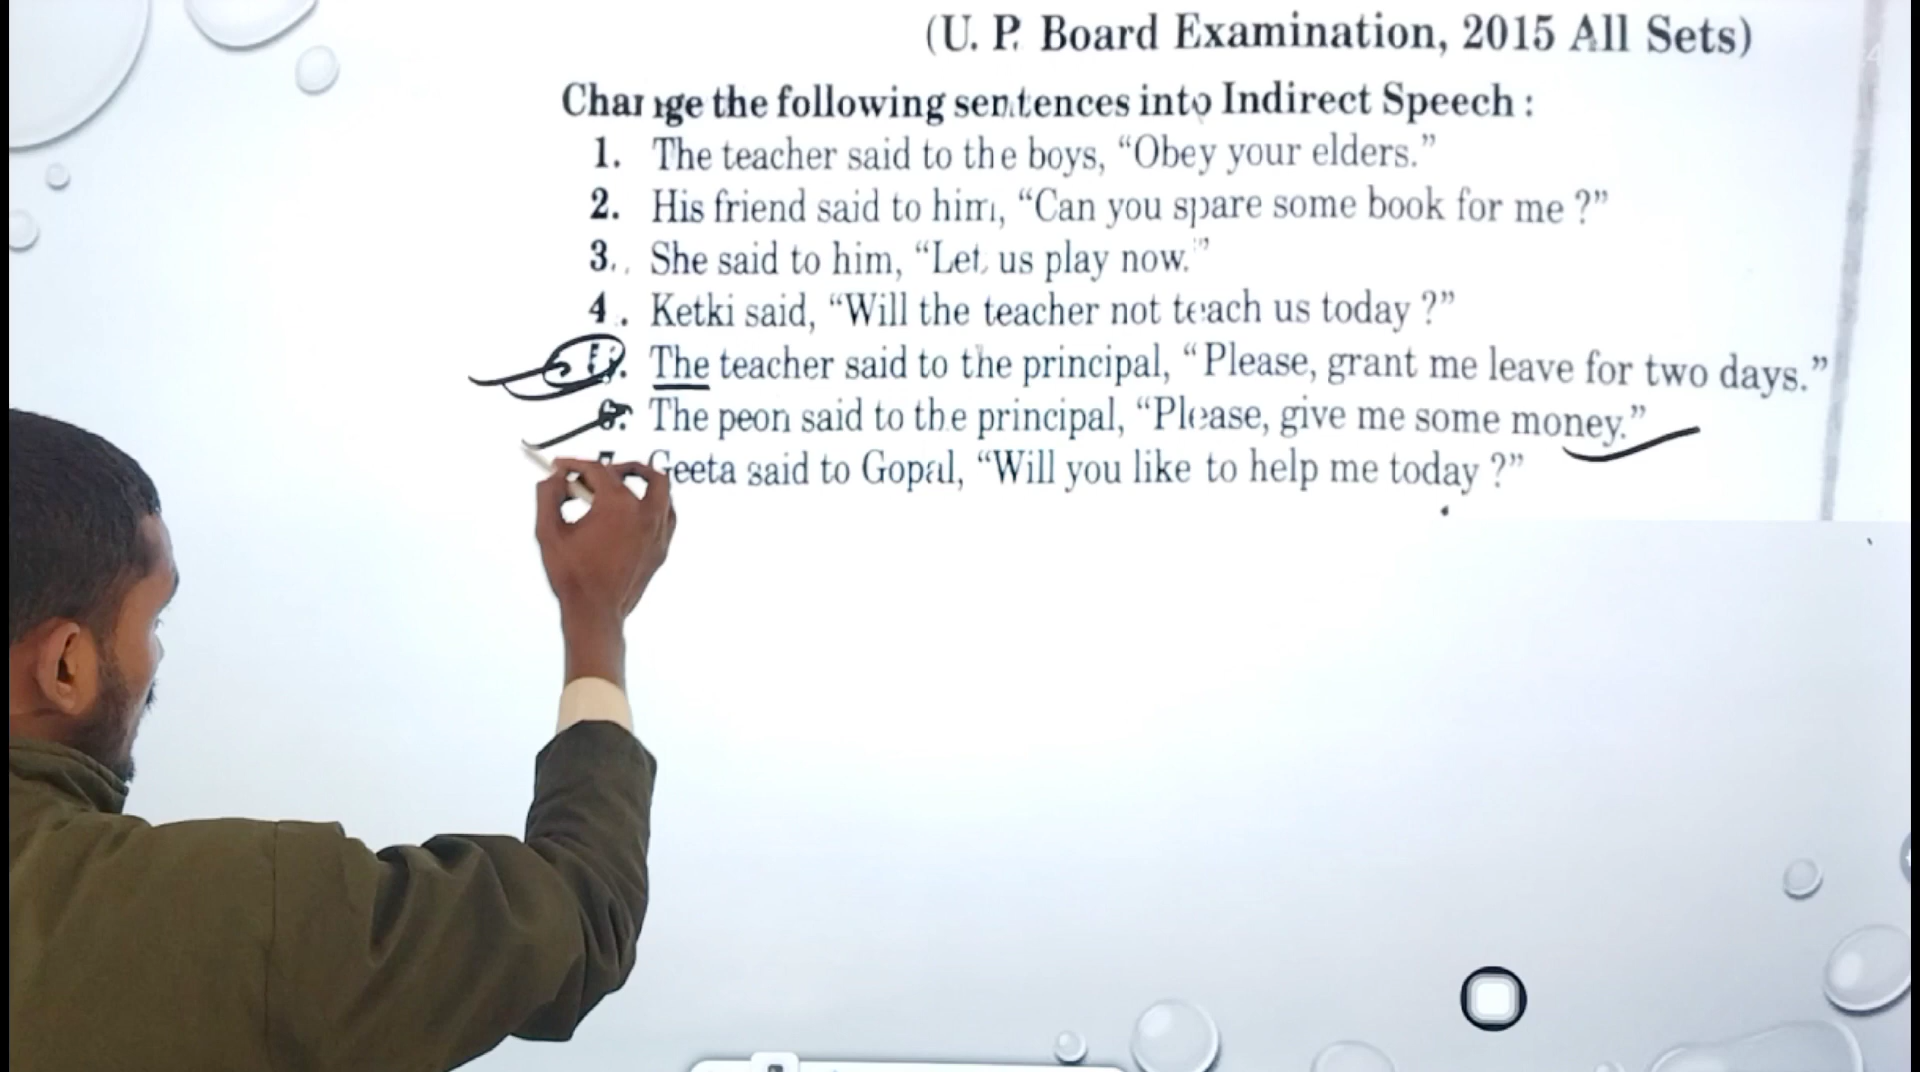 (U. P. Board Examination, 2015 All Sets)
Change the following sentences into Indirect Speech :
1. The teacher said to the boys, “Obey your elders.”
2. His friend said to him, “Can you spare some book for me ?”
3. She said to him, “Let us play now.”
4. Ketki said, “Will the teacher not teach us today ?”
5. The teacher said to the principal, “Please, grant me leave for two days.”
6. The peon said to the principal, “Please, give me some money.”
7. Geeta said to Gopal, “Will you like to help me today ?”